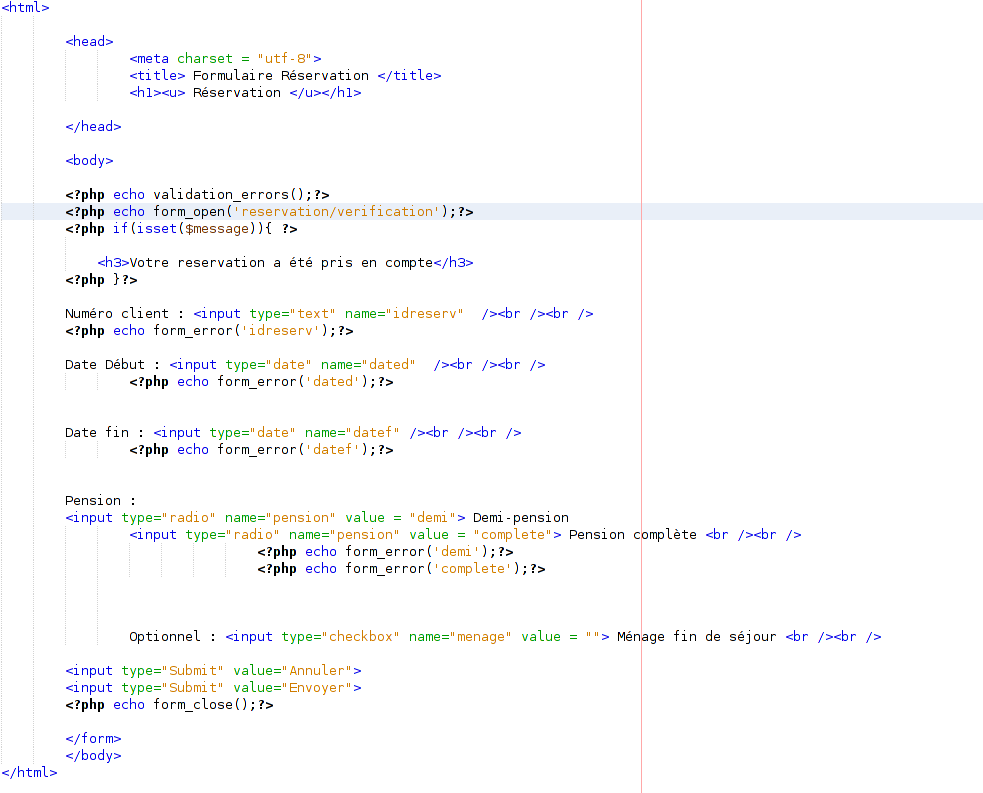 <html>
<head>
<meta charset = "utf-8">
<title> Formulaire Réservation </title>
<h1><u> Réservation </u></h1>
</head>
<body>
<?php echo validation_errors();?>
<?php echo form_open('reservation/verification');?>
<?php if(isset($message)){ ?>
<h3>Votre reservation a été pris en compte</h3>
<?php }?>
Numéro client : <input type="text" name="idreserv"  /><br /><br />
<?php echo form_error('idreserv');?>
Date Début : <input type="date" name="dated"  /><br /><br />
<?php echo form_error('dated');?>
Date fin : <input type="date" name="datef" /><br /><br />
<?php echo form_error('datef');?>
Pension :
<input type="radio" name="pension" value = "demi"> Demi-pension
<input type="radio" name="pension" value = "complete"> Pension complète <br /><br />
<?php echo form_error('demi');?>
<?php echo form_error('complete');?>
Optionnel : <input type="checkbox" name="menage" value = ""> Ménage fin de séjour <br /><br />
<input type="Submit" value="Annuler">
<input type="Submit" value="Envoyer">
<?php echo form_close();?>
</form>
</body>
</html>